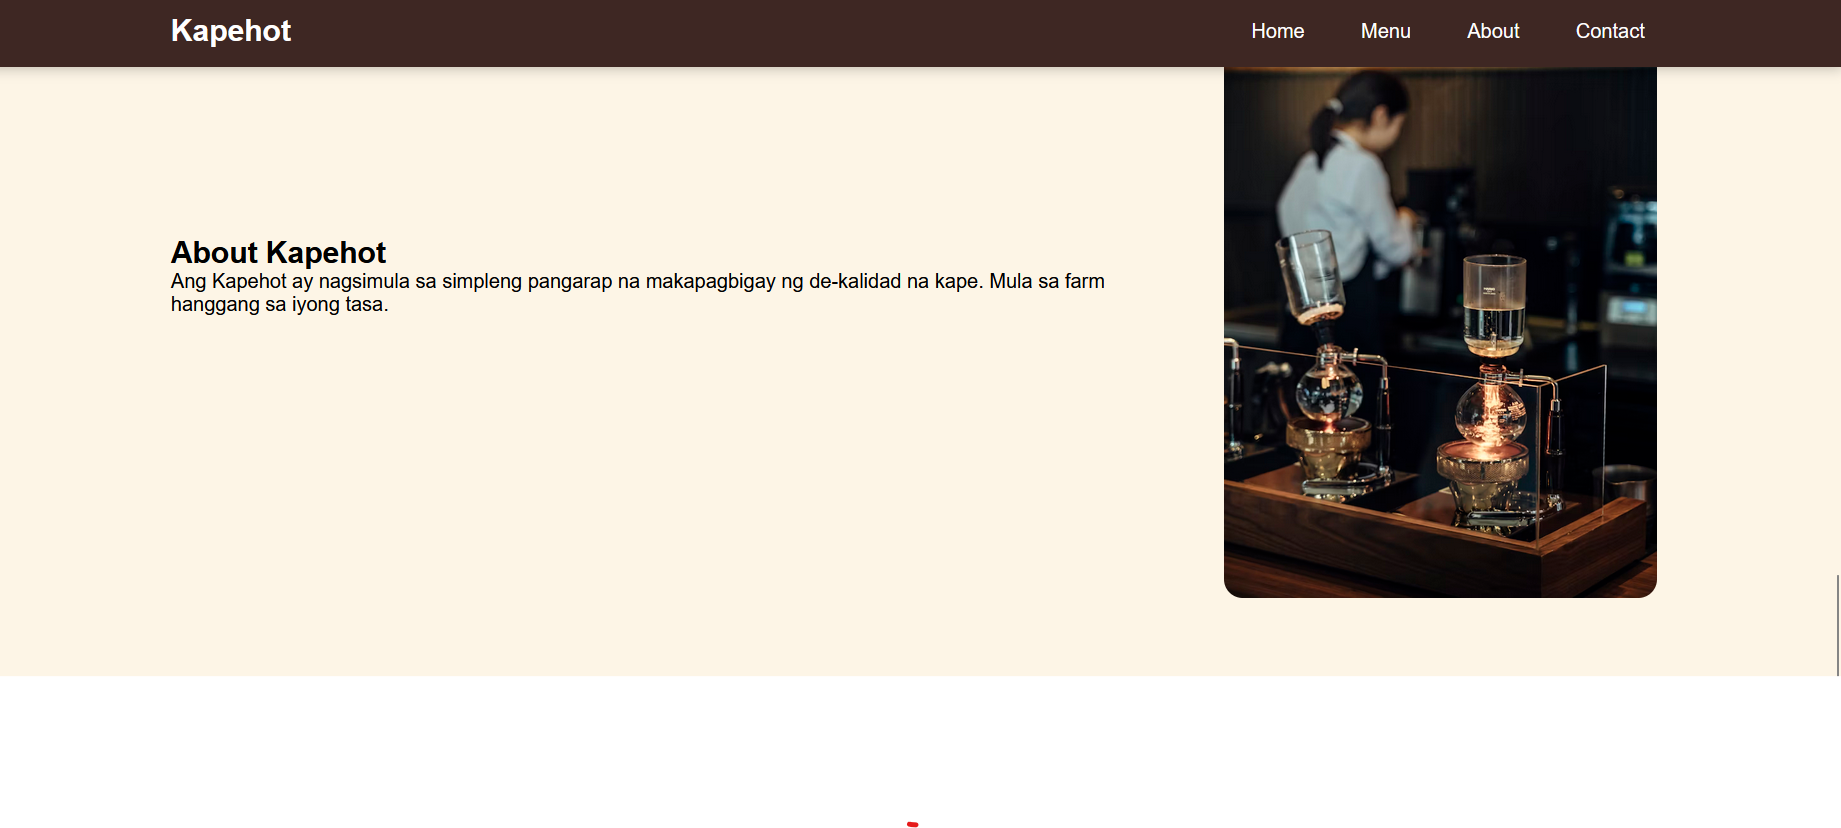 Kapehot
Home Menu About Contact
About Kapehot
Ang Kapehot ay nagsimula sa simpleng pangarap na makapagbigay ng de-kalidad na kape. Mula sa farm
hanggang sa iyong tasa.